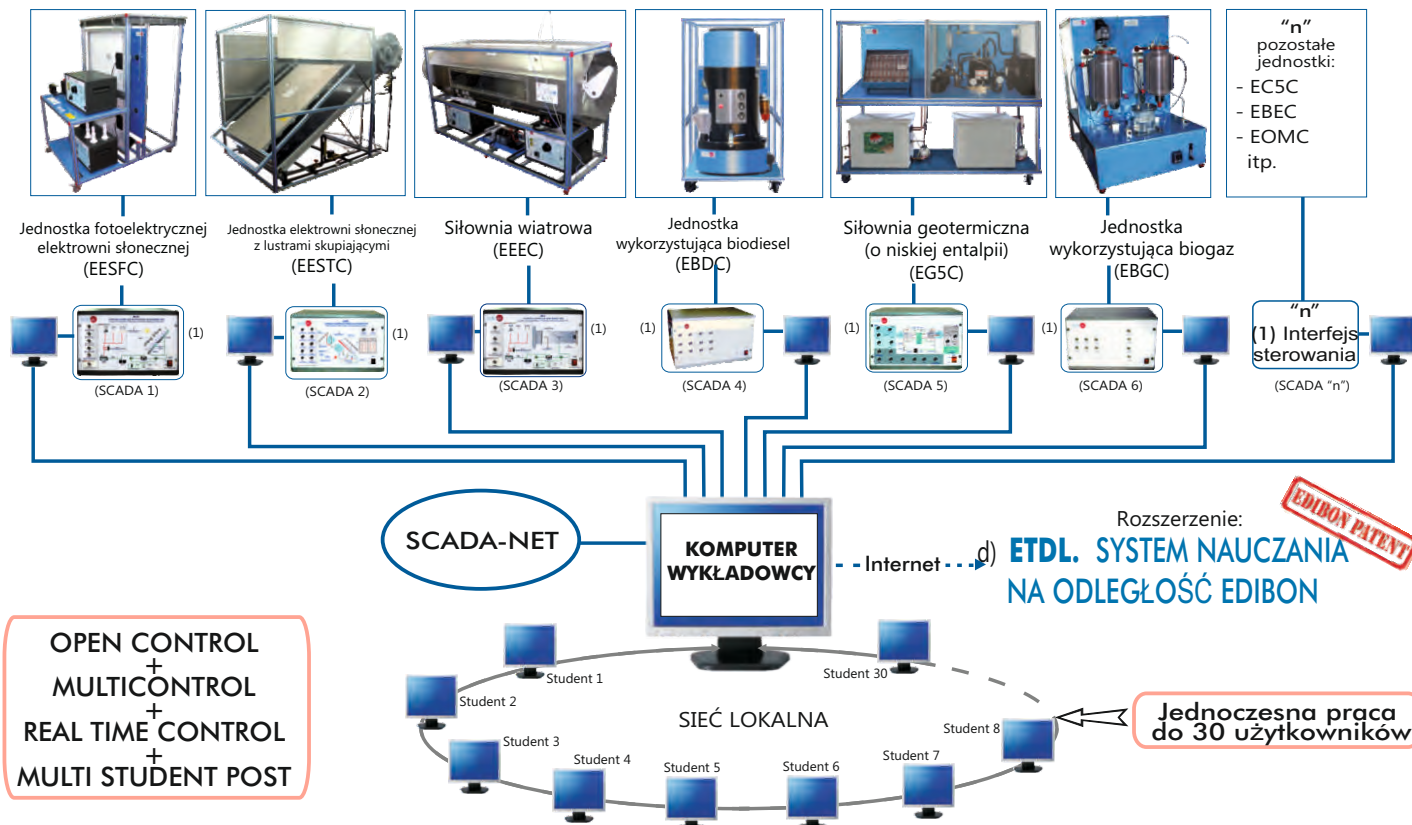 "n"
pozostałe
jednostki:
- EC5C
- EBEC
- EOMC
itp.
Jednostka fotoelektrycznej
elektrowni słonecznej
(EESFC)
Jednostka elektrowni słonecznej
z lustrami skupiającymi
(EESTC)
Siłownia wiatrowa
(EEEC)
Jednostka
wykorzystująca biodiesel
(EBDC)
Siłownia geotermiczna
(o niskiej entalpii)
(EG5C)
Jednostka
wykorzystująca biogaz
(EBGC)
(1)
(SCADA 1)
(1)
(SCADA 2)
(1)
(SCADA 3)
(1)
(SCADA 4)
(1)
(SCADA 5)
(1)
(SCADA 6)
"n"
(1) Interfejs
sterowania
(SCADA "n")
SCADA-NET
KOMPUTER
WYKŁADOWCY
Internet
Rozszerzenie:
EDIBON PATENT
d) ETDL. SYSTEM NAUCZANIA
NA ODLEGŁOŚĆ EDIBON
OPEN CONTROL
+
MULTICONTROL
+
REAL TIME CONTROL
+
MULTI STUDENT POST
Student 1
Student 2
Student 3
Student 4
Student 5
Student 6
Student 7
Student 8
Student 30
SIEĆ LOKALNA
Jednoczesna praca
do 30 użytkowników